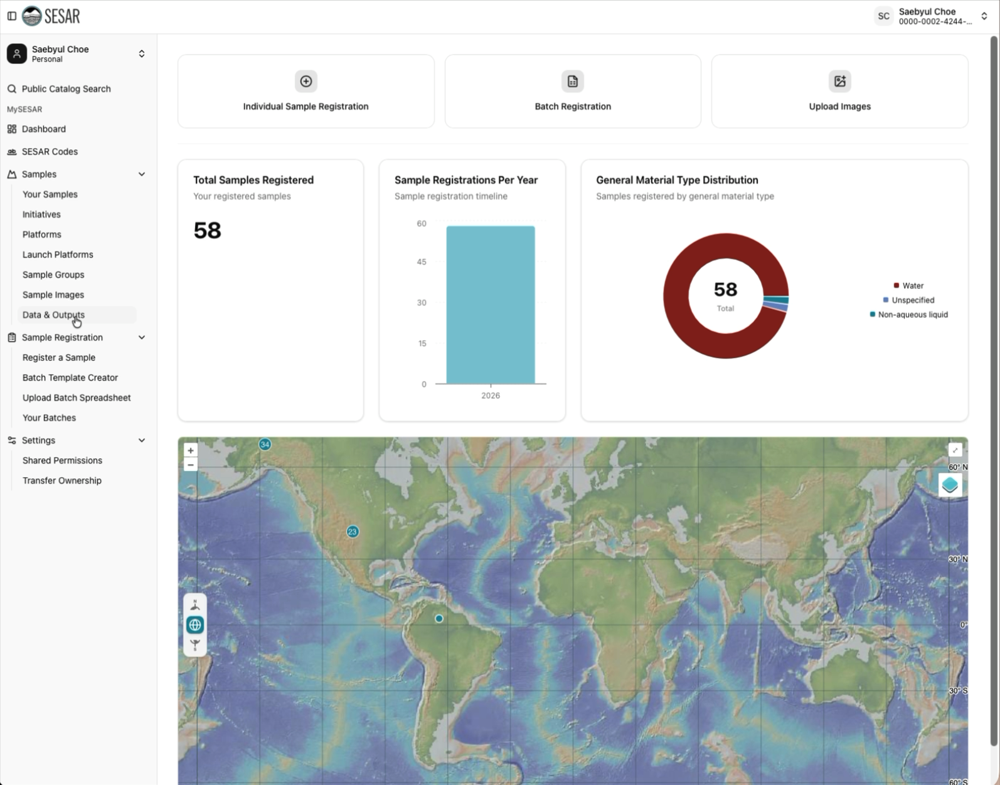 SESAR
SC
Saebyul Choe
0000-0002-4244-...
Saebyul Choe
Personal
Public Catalog Search
MySESAR
Dashboard
SESAR Codes
Samples
Your Samples
Initiatives
Platforms
Launch Platforms
Sample Groups
Sample Images
Data & Outputs
Sample Registration
Register a Sample
Batch Template Creator
Upload Batch Spreadsheet
Your Batches
Settings
Shared Permissions
Transfer Ownership
Individual Sample Registration
Batch Registration
Upload Images
Total Samples Registered
Your registered samples
58
Sample Registrations Per Year
Sample registration timeline
60
45
30
15
0
2026
General Material Type Distribution
Samples registered by general material type
58
Total
Water
Unspecified
Non-aqueous liquid
+
−
34
23
N
S
60° N
30° N
0°
30° S
60° S